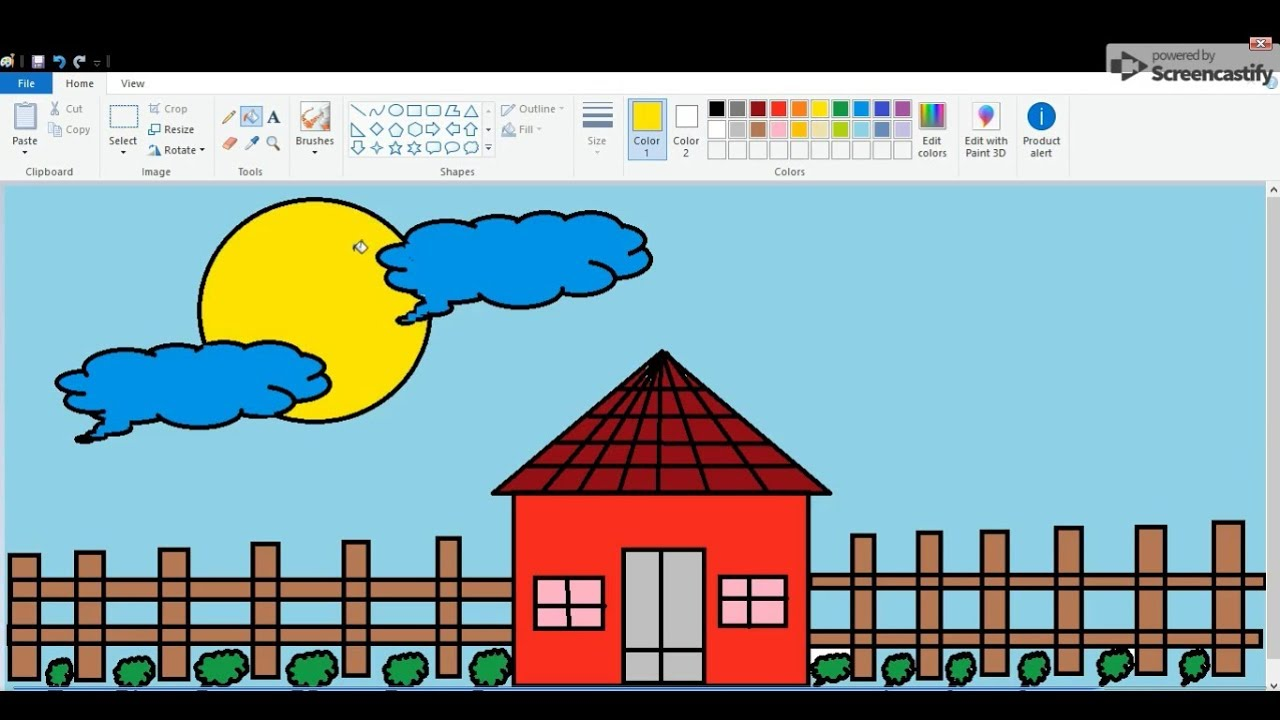 powered by
Screencastify
File
Home
View
Paste
Cut
Copy
Clipboard
Select
Crop
Resize
Rotate
Image
A
Tools
Brushes
Outline
Fill
Shapes
Size
Color
1
Color
2
Edit
colors
Colors
Edit with
Paint 3D
Product
alert